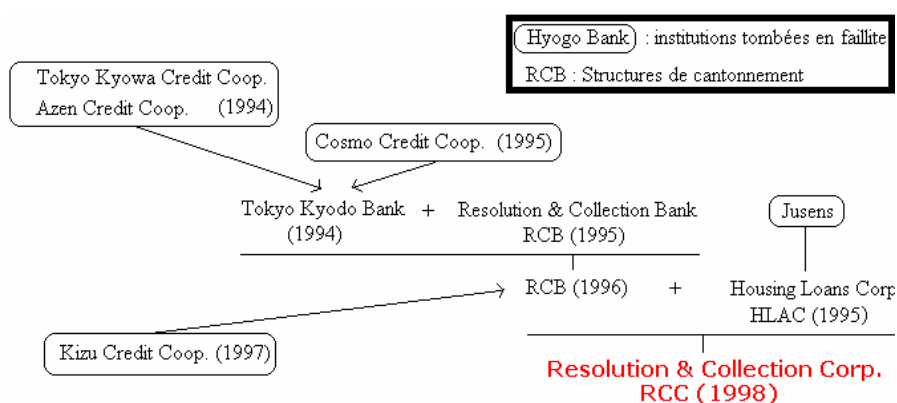 Hyogo Bank : institutions tombées en faillite
RCB : Structures de cantonnement
Tokyo Kyowa Credit Coop.
Azen Credit Coop. (1994)
Cosmo Credit Coop. (1995)
Tokyo Kyodo Bank + Resolution & Collection Bank
(1994) RCB (1995)
Jusens
RCB (1996) + Housing Loans Corp
HLAC (1995)
Kizu Credit Coop. (1997)
Resolution & Collection Corp.
RCC (1998)